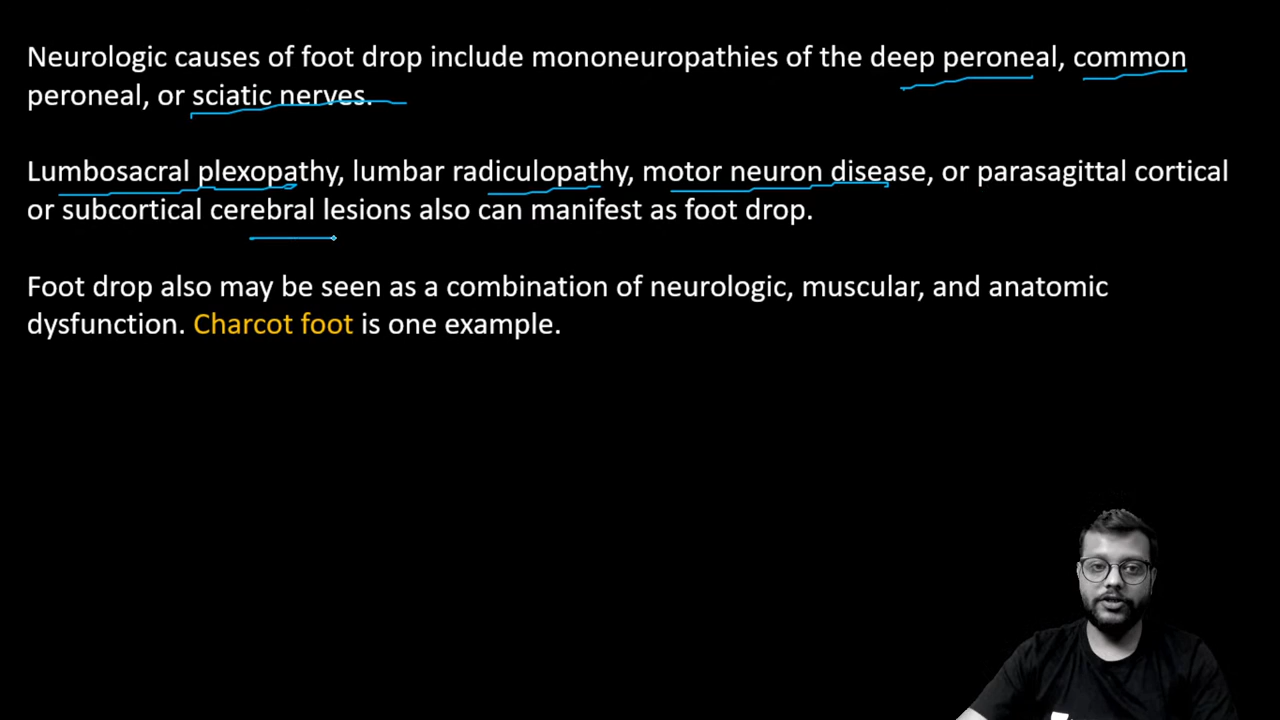 Neurologic causes of foot drop include mononeuropathies of the deep peroneal, common
peroneal, or sciatic nerves.
Lumbosacral plexopathy, lumbar radiculopathy, motor neuron disease, or parasagittal cortical
or subcortical cerebral lesions also can manifest as foot drop.
Foot drop also may be seen as a combination of neurologic, muscular, and anatomic
dysfunction. Charcot foot is one example.